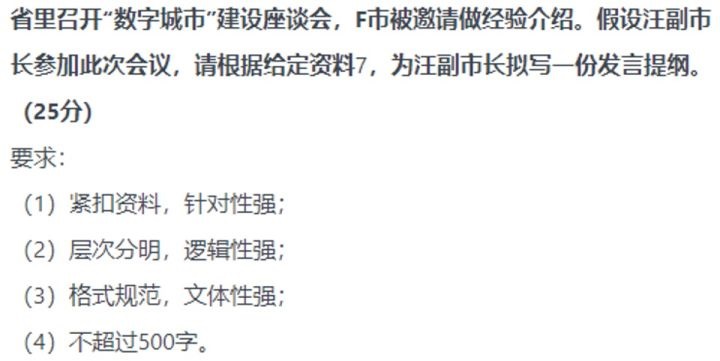 省里召开“数字城市”建设座谈会，F市被邀请做经验介绍。假设汪副市
长参加此次会议，请根据给定资料7，为汪副市长拟写一份发言提纲。
（25分）
要求：
（1）紧扣资料，针对性强；
（2）层次分明，逻辑性强；
（3）格式规范，文体性强；
（4）不超过500字。